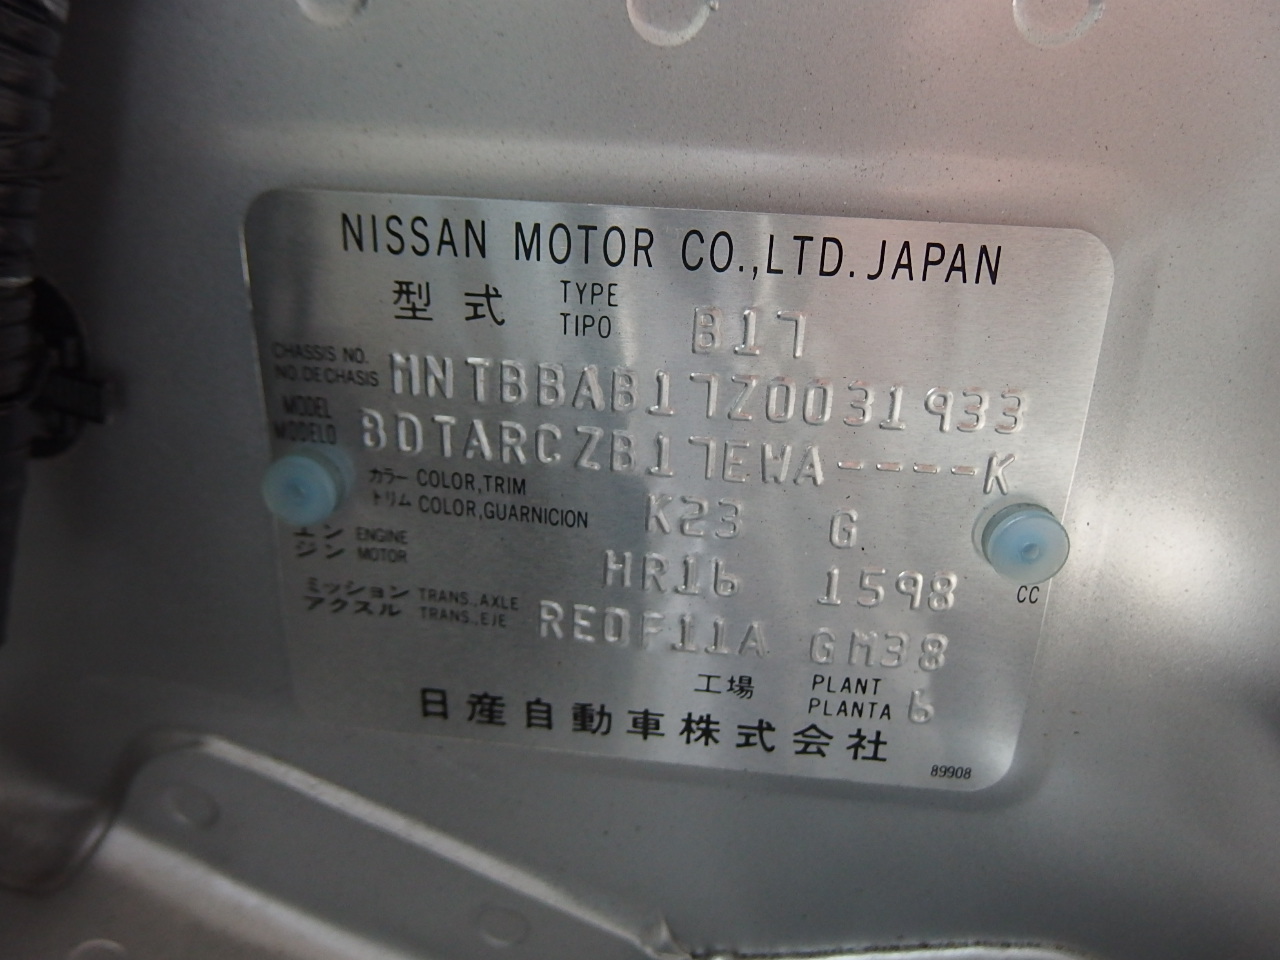 NISSAN MOTOR CO.,LTD. JAPAN
型式 TYPE TIPO B17
CHASSIS NO. NO. DE CHASIS MNTBBAB17Z0031933
MODEL MODELO BDTARCZB17EWA----K
カラー トリム COLOR,TRIM COLOR,GUARNICION K23 G
エンジン ENGINE MOTOR HR16 1598 CC
ミッション アクスル TRANS.,AXLE TRANS.,EJE RE0F11A GM38
工場 PLANT PLANTA 6
日産自動車株式会社
89908